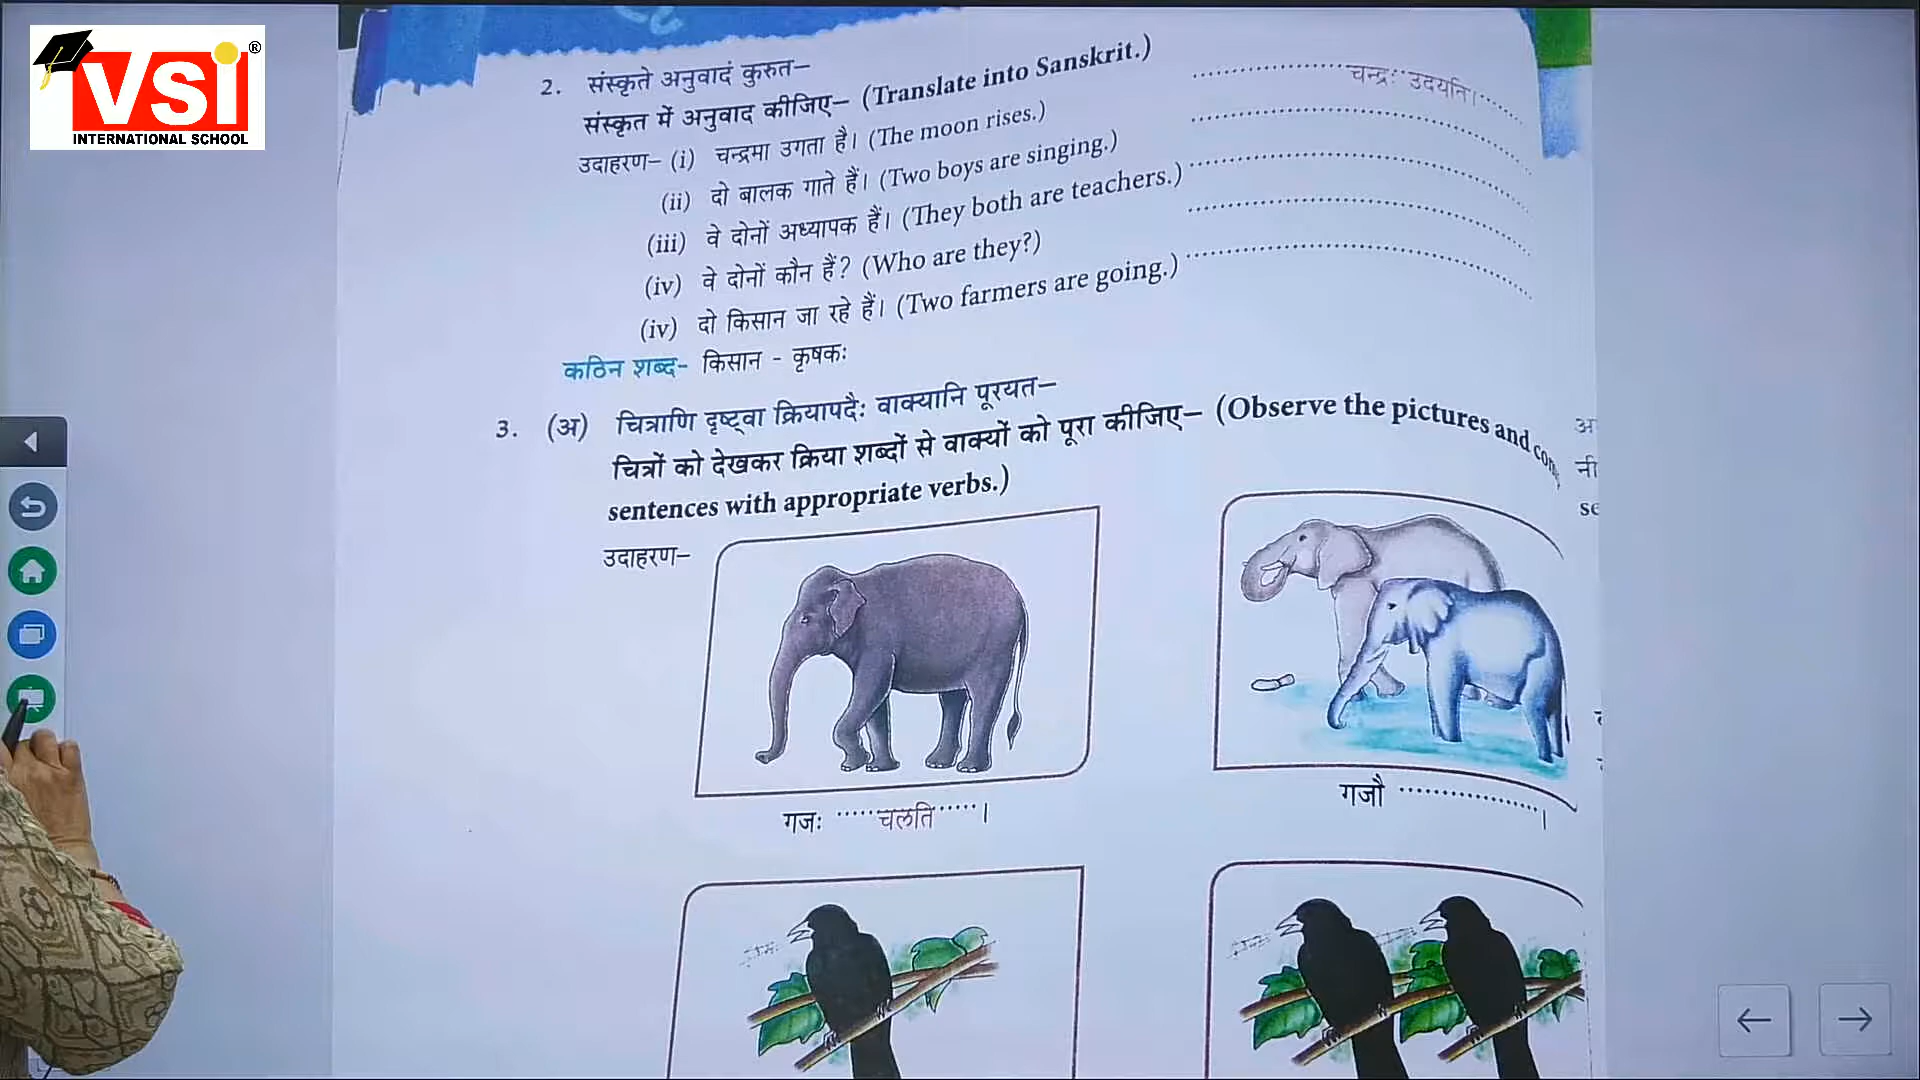 VSI®
INTERNATIONAL SCHOOL
2. संस्कृते अनुवादं कुरुत–
संस्कृत में अनुवाद कीजिए– (Translate into Sanskrit.)
उदाहरण– (i) चन्द्रमा उगता है। (The moon rises.) चन्द्रः उदयति।
(ii) दो बालक गाते हैं। (Two boys are singing.)
(iii) वे दोनों अध्यापक हैं। (They both are teachers.)
(iv) वे दोनों कौन हैं? (Who are they?)
(iv) दो किसान जा रहे हैं। (Two farmers are going.)
कठिन शब्द- किसान - कृषकः
3. (अ) चित्राणि दृष्ट्वा क्रियापदैः वाक्यानि पूरयत–
चित्रों को देखकर क्रिया शब्दों से वाक्यों को पूरा कीजिए– (Observe the pictures and
sentences with appropriate verbs.)
उदाहरण–
गजः चलति ।
गजौ ।